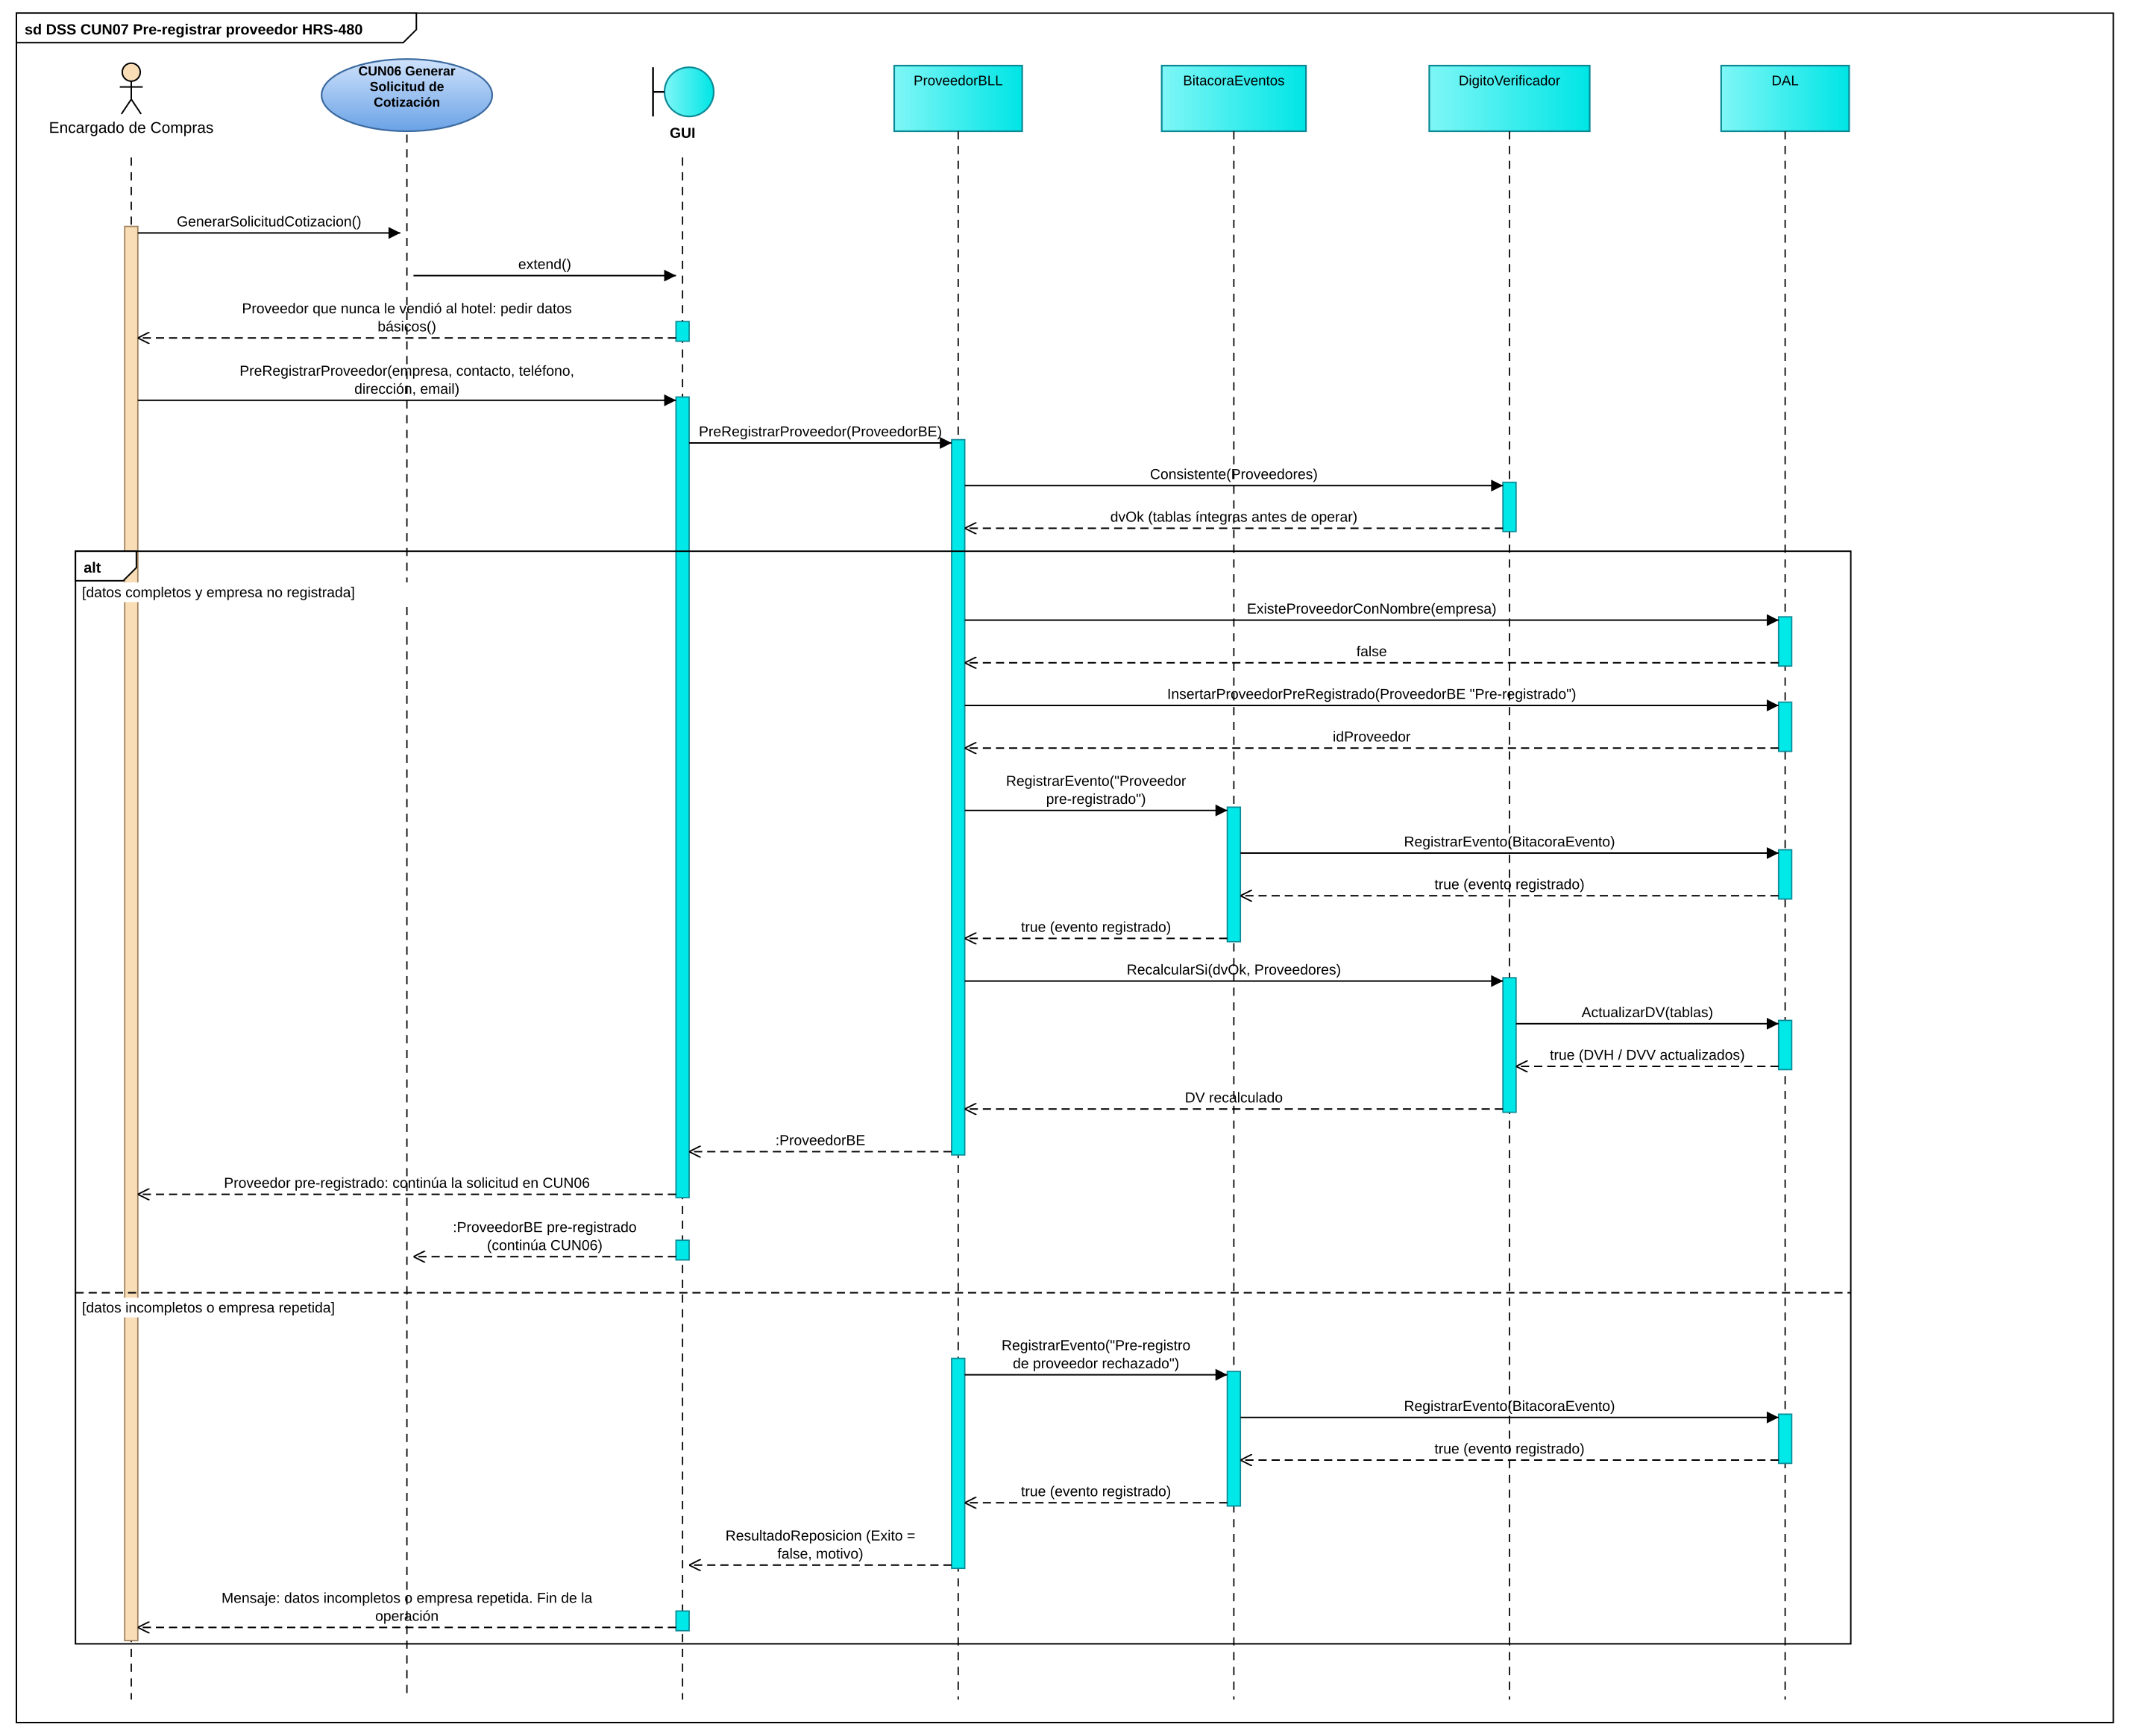 sd DSS CUN07 Pre-registrar proveedor HRS-480
Encargado de Compras
CUN06 Generar
Solicitud de
Cotización
GUI
ProveedorBLL
BitacoraEventos
DigitoVerificador
DAL
GenerarSolicitudCotizacion()
extend()
Proveedor que nunca le vendió al hotel: pedir datos
básicos()
PreRegistrarProveedor(empresa, contacto, teléfono,
dirección, email)
PreRegistrarProveedor(ProveedorBE)
Consistente(Proveedores)
dvOk (tablas íntegras antes de operar)
alt
[datos completos y empresa no registrada]
ExisteProveedorConNombre(empresa)
false
InsertarProveedorPreRegistrado(ProveedorBE "Pre-registrado")
idProveedor
RegistrarEvento("Proveedor
pre-registrado")
RegistrarEvento(BitacoraEvento)
true (evento registrado)
true (evento registrado)
RecalcularSi(dvOk, Proveedores)
ActualizarDV(tablas)
true (DVH / DVV actualizados)
DV recalculado
:ProveedorBE
Proveedor pre-registrado: continúa la solicitud en CUN06
:ProveedorBE pre-registrado
(continúa CUN06)
[datos incompletos o empresa repetida]
RegistrarEvento("Pre-registro
de proveedor rechazado")
RegistrarEvento(BitacoraEvento)
true (evento registrado)
true (evento registrado)
ResultadoReposicion (Exito =
false, motivo)
Mensaje: datos incompletos o empresa repetida. Fin de la
operación